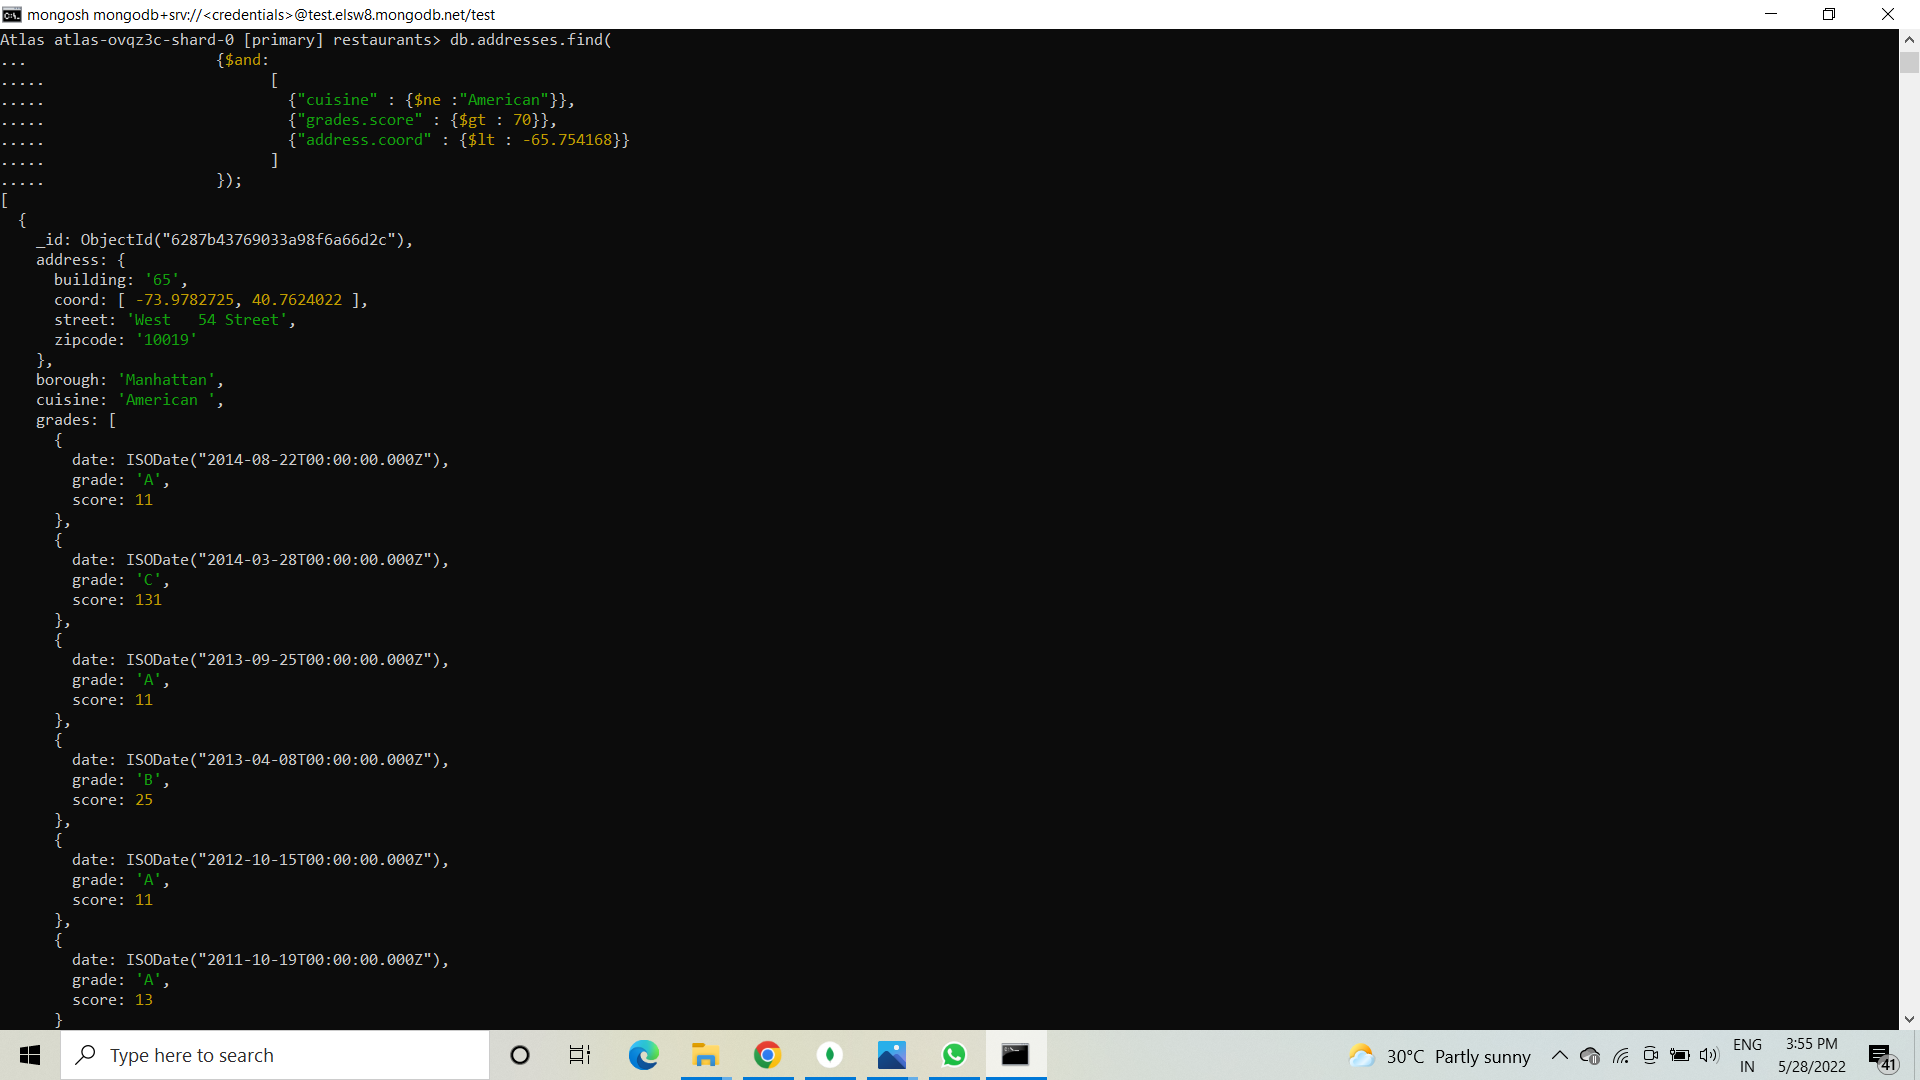 mongosh mongodb+srv://<credentials>@test.elsw8.mongodb.net/test
Atlas atlas-ovqz3c-shard-0 [primary] restaurants> db.addresses.find(
... {$and:
..... [
..... {"cuisine" : {$ne :"American"}},
..... {"grades.score" : {$gt : 70}},
..... {"address.coord" : {$lt : -65.754168}}
..... ]
..... });
[
{
_id: ObjectId("6287b43769033a98f6a66d2c"),
address: {
building: '65',
coord: [ -73.9782725, 40.7624022 ],
street: 'West   54 Street',
zipcode: '10019'
},
borough: 'Manhattan',
cuisine: 'American ',
grades: [
{
date: ISODate("2014-08-22T00:00:00.000Z"),
grade: 'A',
score: 11
},
{
date: ISODate("2014-03-28T00:00:00.000Z"),
grade: 'C',
score: 131
},
{
date: ISODate("2013-09-25T00:00:00.000Z"),
grade: 'A',
score: 11
},
{
date: ISODate("2013-04-08T00:00:00.000Z"),
grade: 'B',
score: 25
},
{
date: ISODate("2012-10-15T00:00:00.000Z"),
grade: 'A',
score: 11
},
{
date: ISODate("2011-10-19T00:00:00.000Z"),
grade: 'A',
score: 13
}
Type here to search
30°C Partly sunny
ENG
IN
3:55 PM
5/28/2022
41